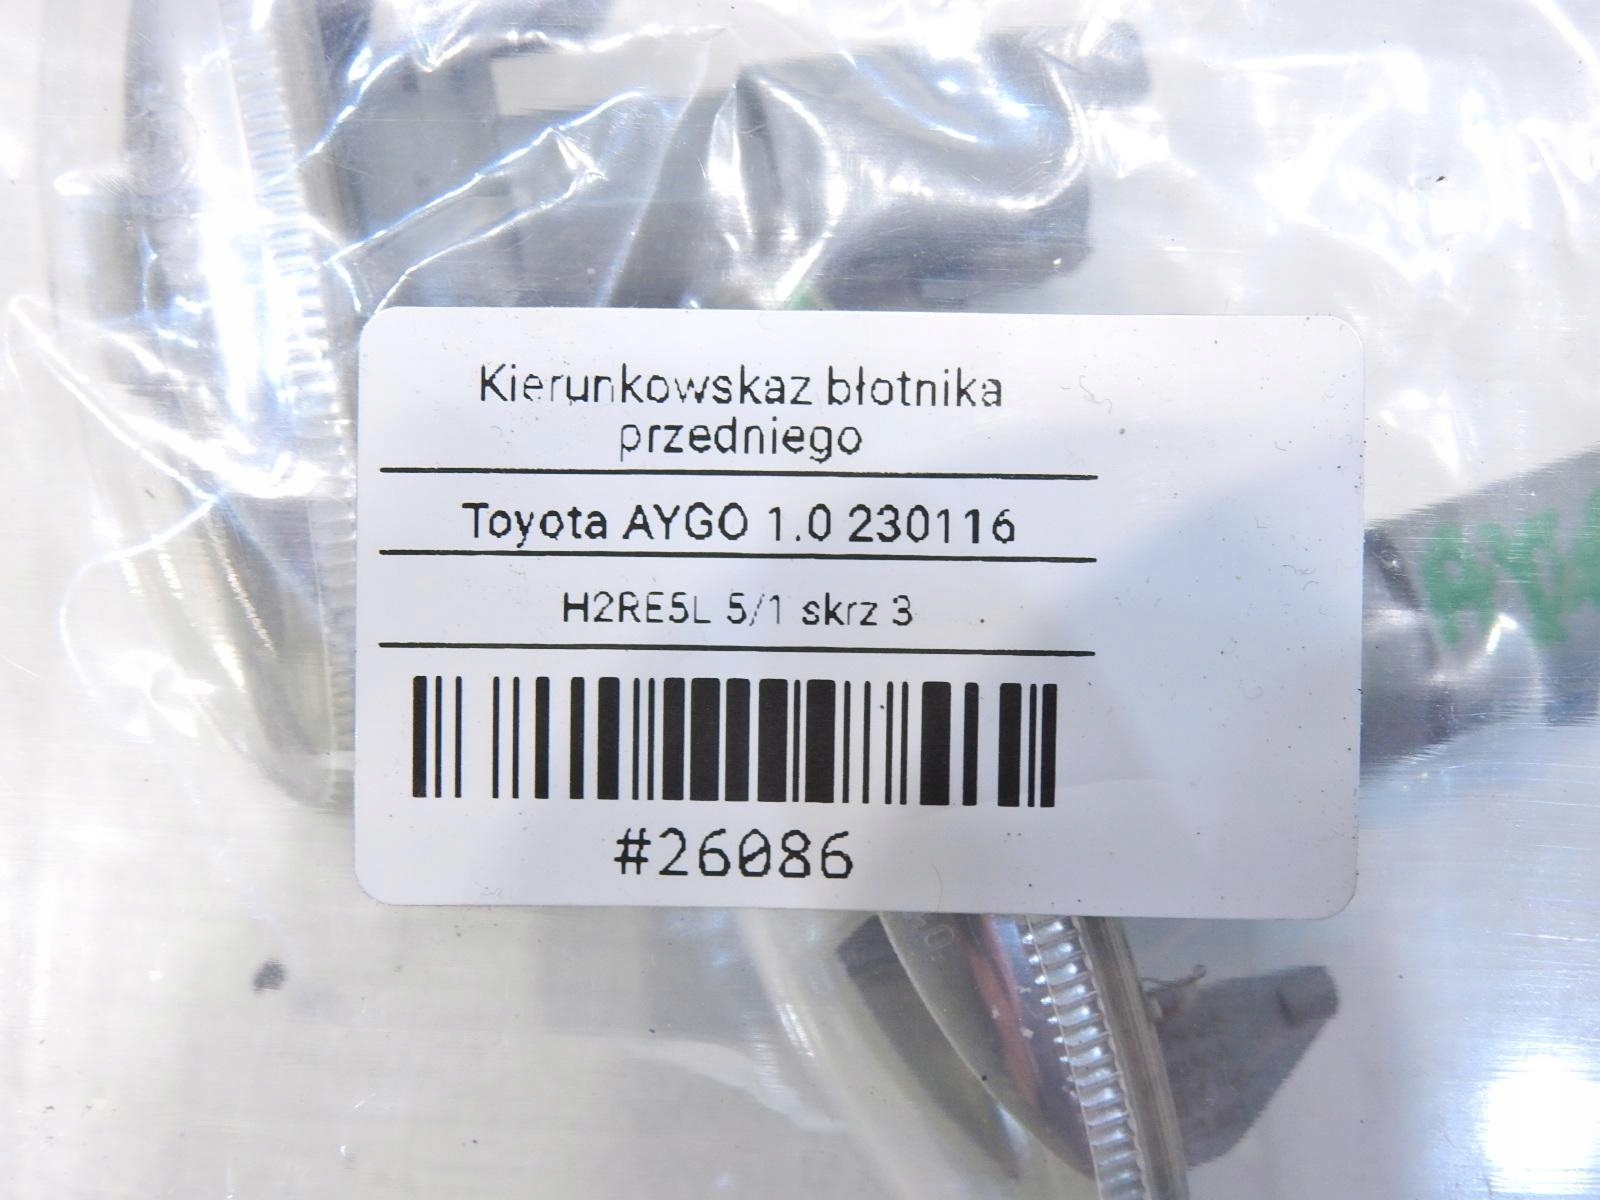 Kierunkowskaz błotnika
przedniego
Toyota AYGO 1.0 230116
H2RE5L 5/1 skrz 3
#26086